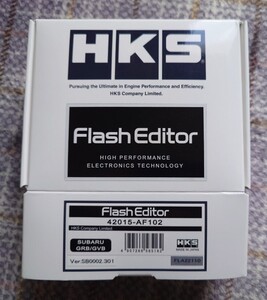 HKS
Pursuing the Ultimate in Engine Performance and Efficiency.
HKS Company Limited.
Flash Editor
HIGH PERFORMANCE
ELECTRONICS TECHNOLOGY
Flash Editor
42015-AF102
HKS Company Limited
SUBARU
GRB/GVB
HKS
Ver.SB0002.301